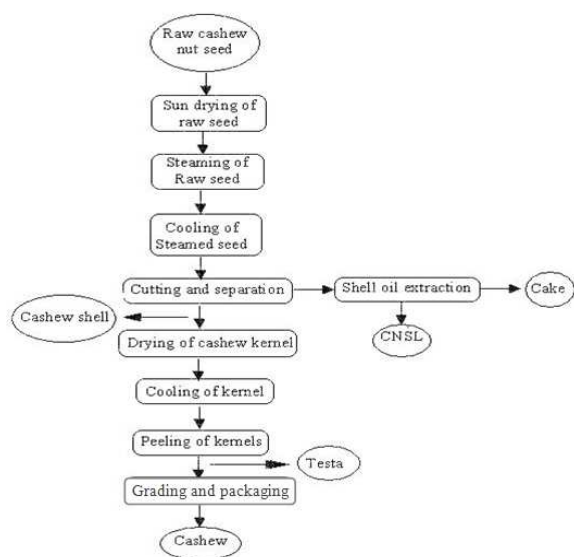 Raw cashew
nut seed
Sun drying of
raw seed
Steaming of
Raw seed
Cooling of
Steamed seed
Cutting and separation
Shell oil extraction
Cake
Cashew shell
CNSL
Drying of cashew kernel
Cooling of kernel
Peeling of kernels
Testa
Grading and packaging
Cashew